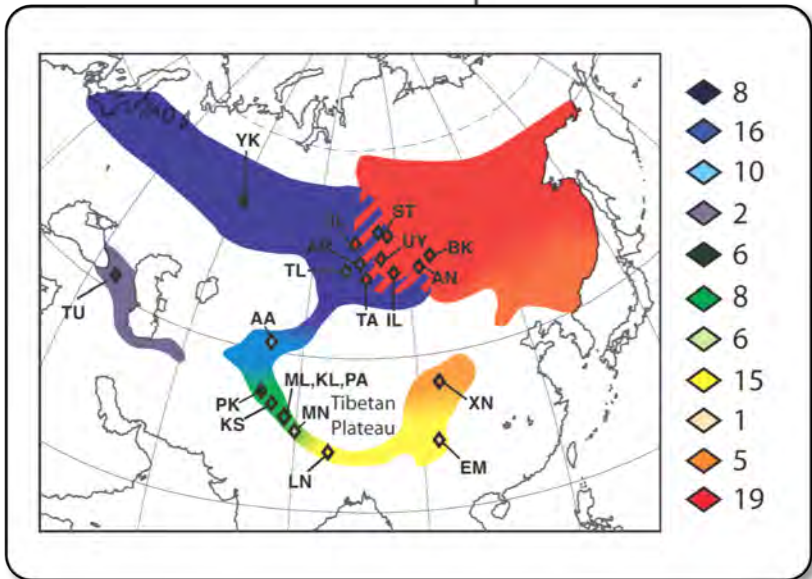 YK
ST
UY
BK
AN
TL
TA IL
TU
AA
ML,KL,PA
PK
KS
MN
Tibetan
Plateau
XN
LN
EM
8
16
10
2
6
8
6
15
1
5
19